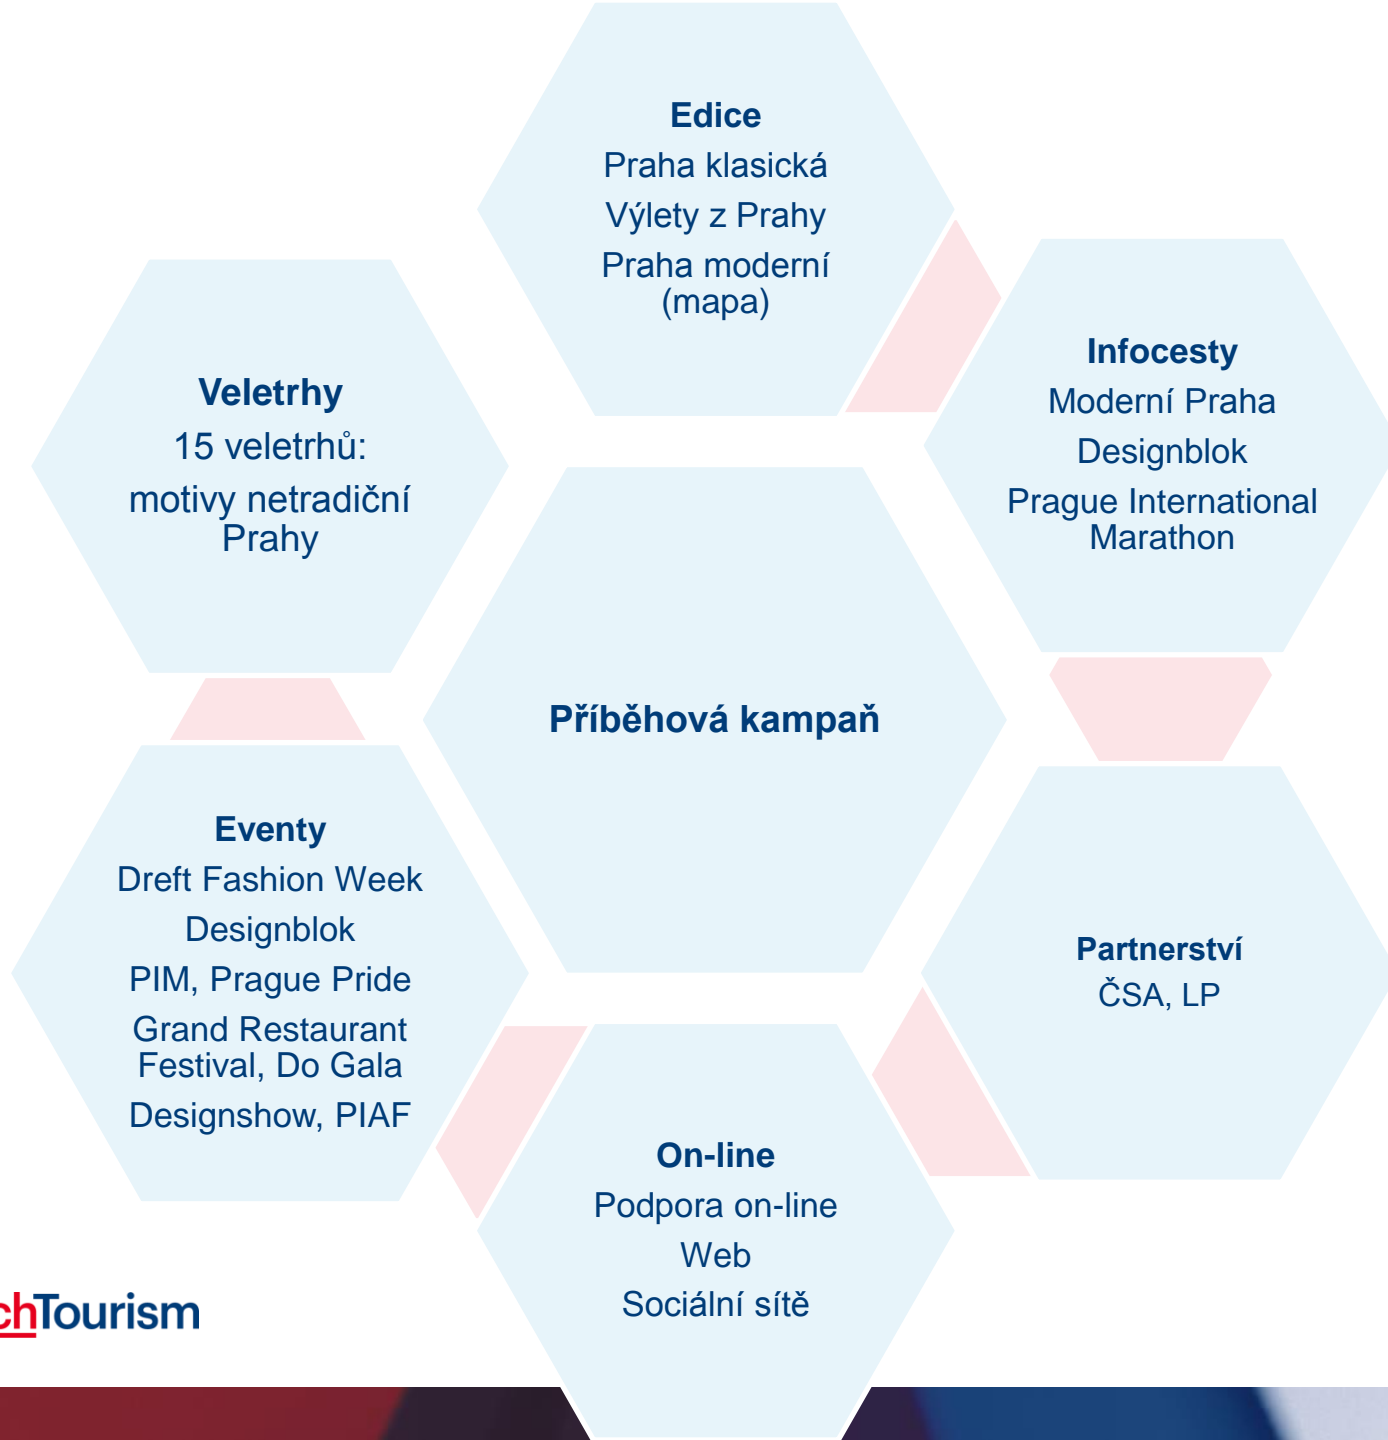 Edice
Praha klasická
Výlety z Prahy
Praha moderní
(mapa)
Infocesty
Moderní Praha
Designblok
Prague International
Marathon
Veletrhy
15 veletrhů:
motivy netradiční
Prahy
Příběhová kampaň
Eventy
Dreft Fashion Week
Designblok
PIM, Prague Pride
Grand Restaurant
Festival, Do Gala
Designshow, PIAF
Partnerství
ČSA, LP
On-line
Podpora on-line
Web
Sociální sítě
chTourism